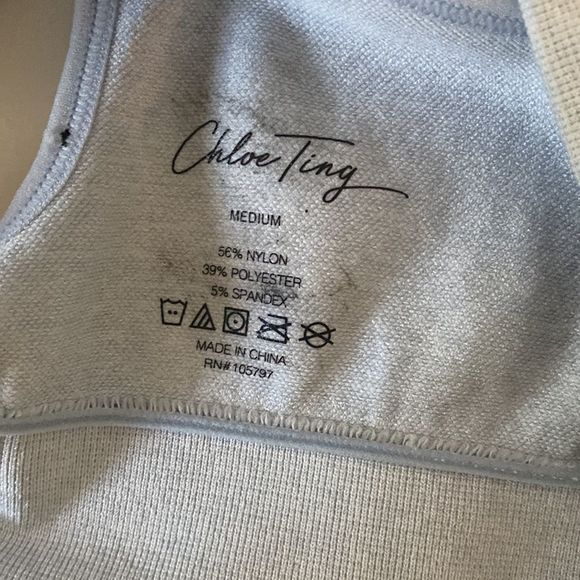 Chloe Ting
MEDIUM
56% NYLON
39% POLYESTER
5% SPANDEX
MADE IN CHINA
RN# 105797